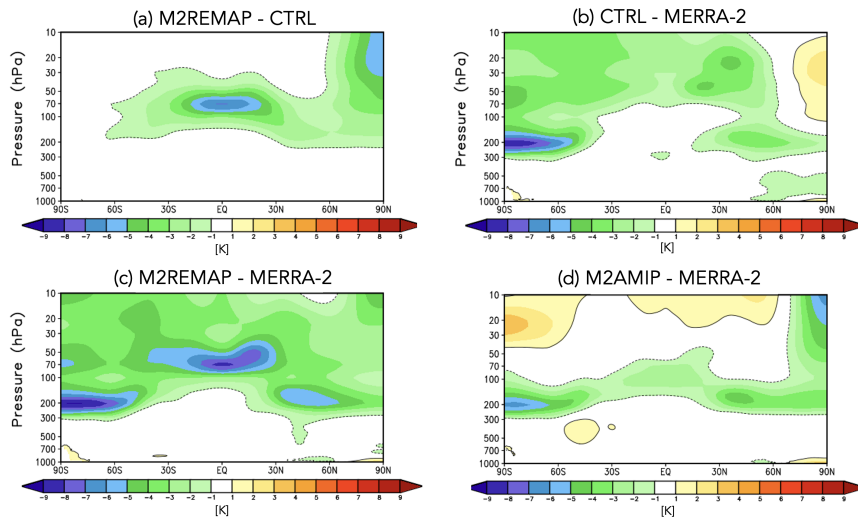 (a) M2REMAP - CTRL
10
20
30
50
70
100
200
300
500
700
1000
Pressure (hPa)
90S 60S 30S EQ 30N 60N 90N
-9 -8 -7 -6 -5 -4 -3 -2 -1 1 2 3 4 5 6 7 8 9
[K]
(b) CTRL - MERRA-2
10
20
30
50
70
100
200
300
500
700
1000
Pressure (hPa)
90S 60S 30S EQ 30N 60N 90N
-9 -8 -7 -6 -5 -4 -3 -2 -1 1 2 3 4 5 6 7 8 9
[K]
(c) M2REMAP - MERRA-2
10
20
30
50
70
100
200
300
500
700
1000
Pressure (hPa)
90S 60S 30S EQ 30N 60N 90N
-9 -8 -7 -6 -5 -4 -3 -2 -1 1 2 3 4 5 6 7 8 9
[K]
(d) M2AMIP - MERRA-2
10
20
30
50
70
100
200
300
500
700
1000
Pressure (hPa)
90S 60S 30S EQ 30N 60N 90N
-9 -8 -7 -6 -5 -4 -3 -2 -1 1 2 3 4 5 6 7 8 9
[K]